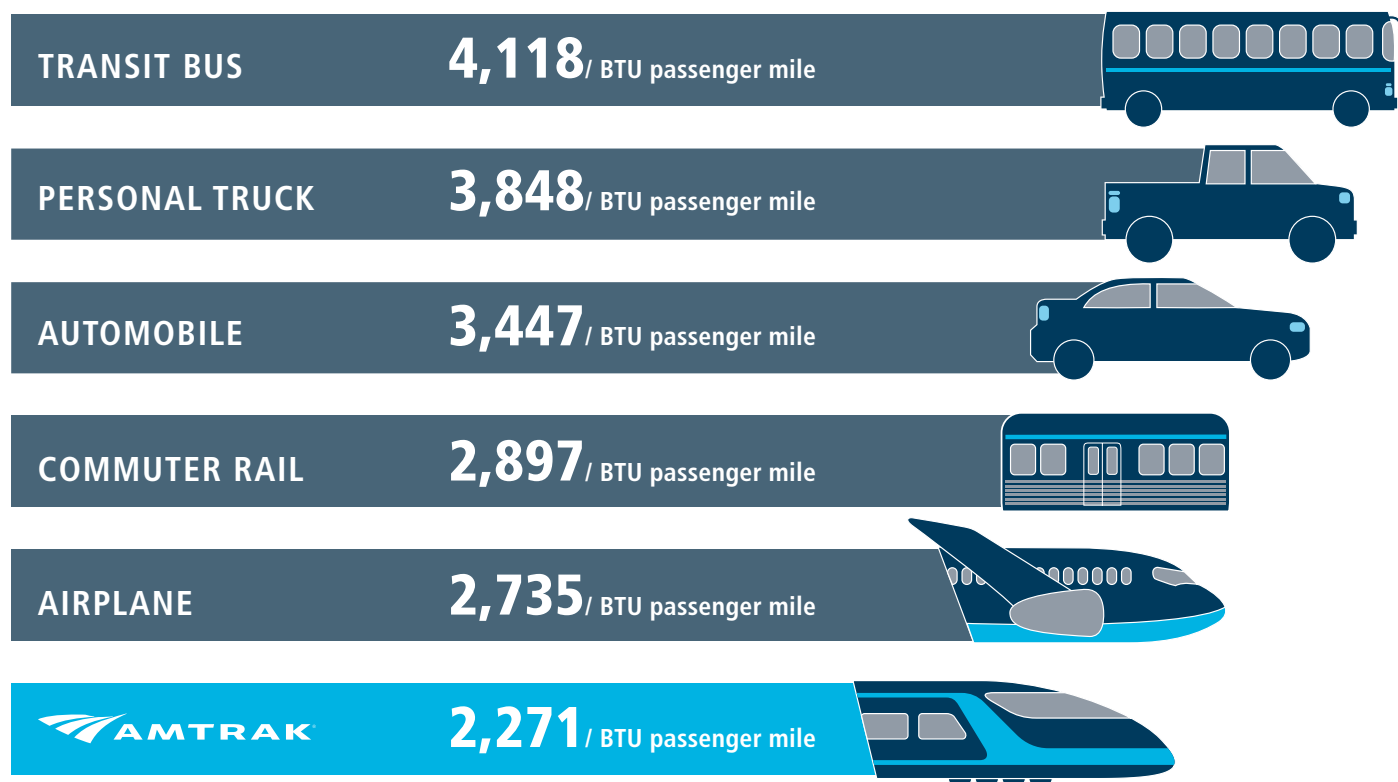 TRANSIT BUS 4,118/ BTU passenger mile
PERSONAL TRUCK 3,848/ BTU passenger mile
AUTOMOBILE 3,447/ BTU passenger mile
COMMUTER RAIL 2,897/ BTU passenger mile
AIRPLANE 2,735/ BTU passenger mile
AMTRAK 2,271/ BTU passenger mile